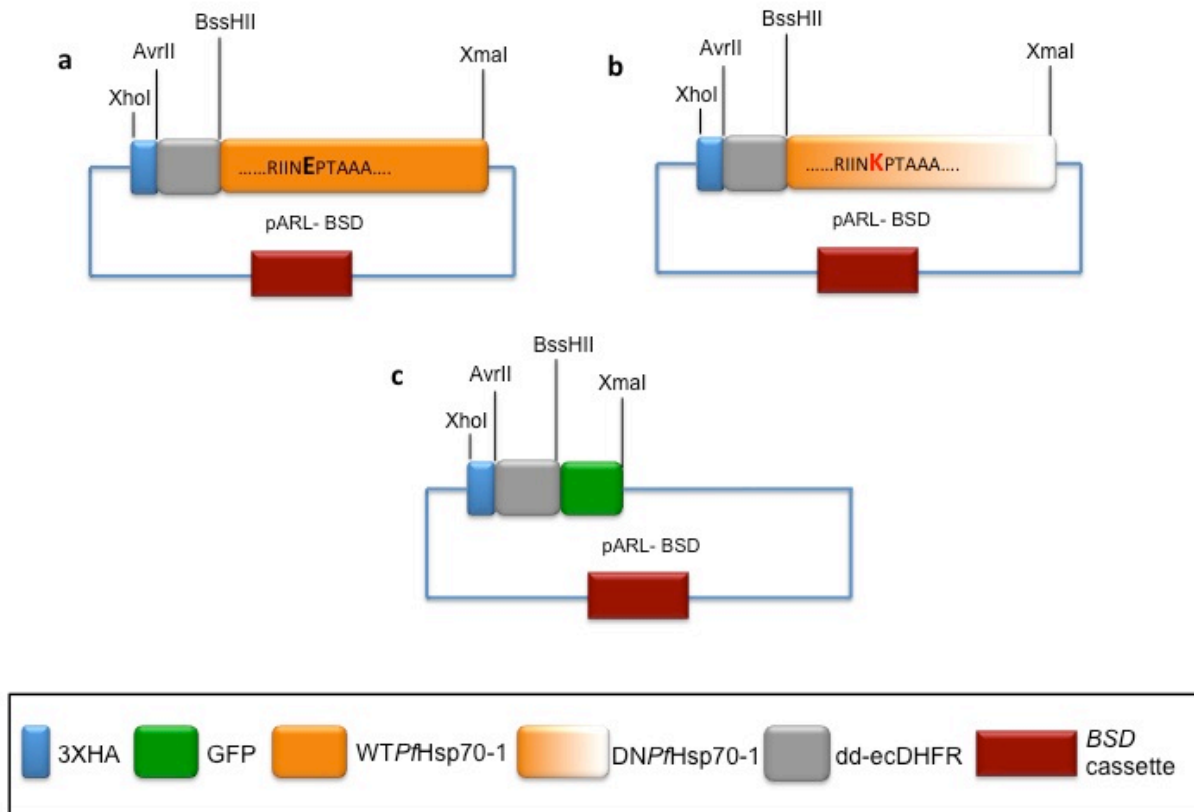 a
XhoI
AvrII
BssHII
XmaI
......RIINEPTAAA....
pARL- BSD
b
XhoI
AvrII
BssHII
XmaI
......RIINKPTAAA....
pARL- BSD
c
XhoI
AvrII
BssHII
XmaI
pARL- BSD
3XHA
GFP
WTPfHsp70-1
DNPfHsp70-1
dd-ecDHFR
BSD
cassette